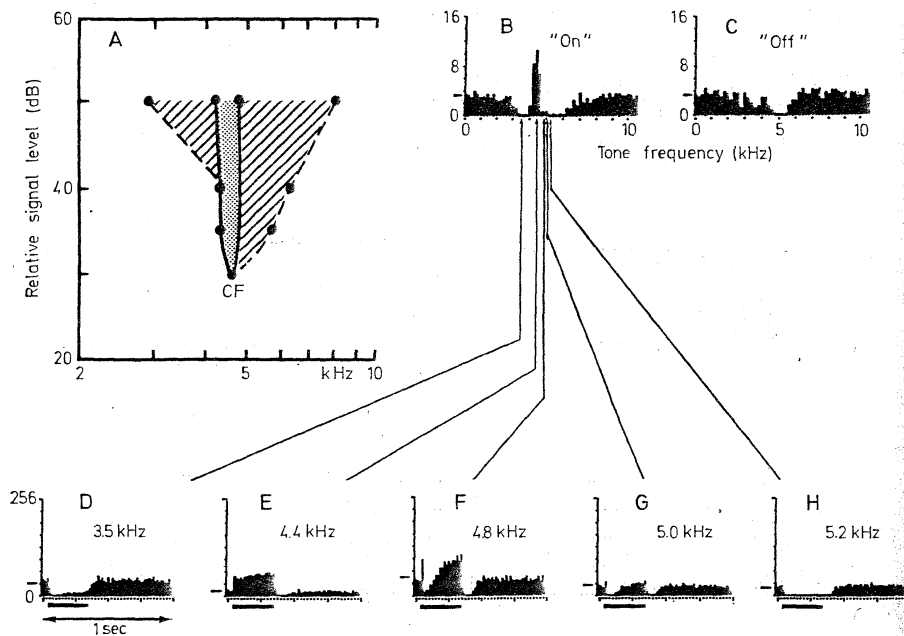 60
40
20
Relative signal level (dB)
A
CF
2
5
kHz
10
16
8
0
B
"On"
0
5
10
16
8
0
C
"Off"
0
5
10
Tone frequency (kHz)
256
0
D
3.5 kHz
1 sec
E
4.4 kHz
F
4.8 kHz
G
5.0 kHz
H
5.2 kHz